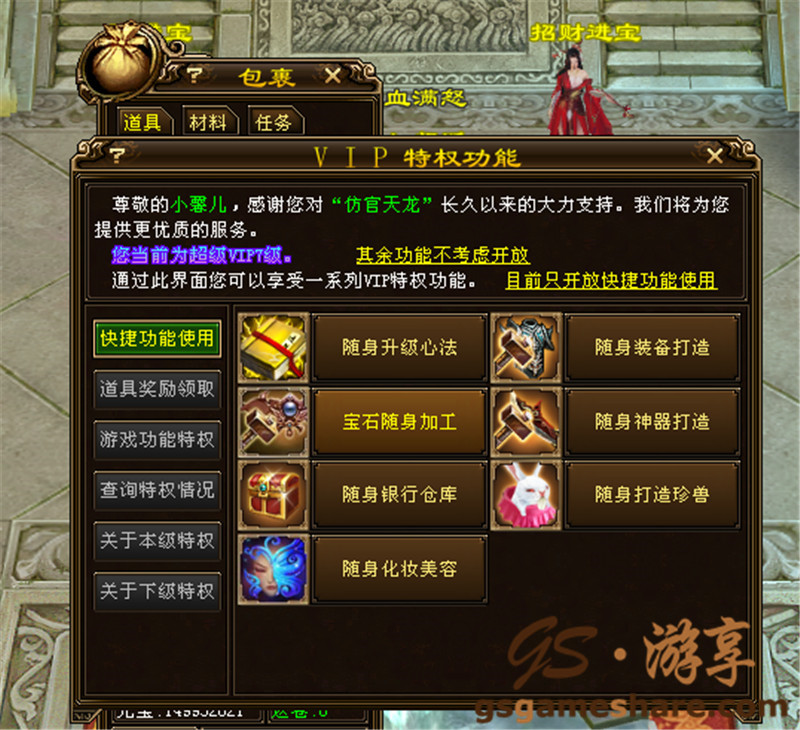 宝
招财进宝
? 包裹 ×
血满怒
道具 材料 任务
? VIP 特权功能 ×
尊敬的小馨儿，感谢您对“仿官天龙”长久以来的大力支持。我们将为您
提供更优质的服务。
您当前为超级VIP7级。 其余功能不考虑开放
通过此界面您可以享受一系列VIP特权功能。 目前只开放快捷功能使用
快捷功能使用
道具奖励领取
游戏功能特权
查询特权情况
关于本级特权
关于下级特权
随身升级心法 随身装备打造
宝石随身加工 随身神器打造
随身银行仓库 随身打造珍兽
随身化妆美容
GS·游享
元宝:149932021
gsgameshare.com